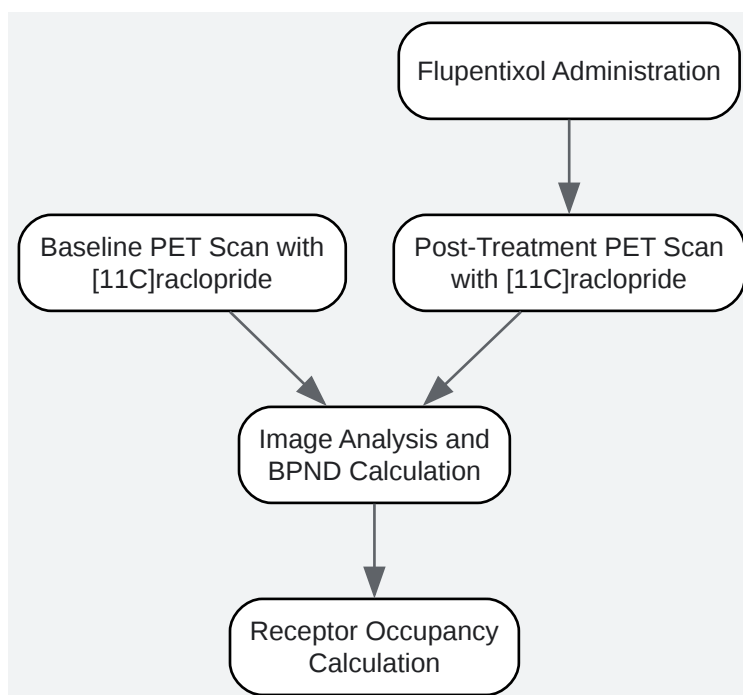 Flupentixol Administration
Baseline PET Scan with
[11C]raclopride
Post-Treatment PET Scan
with [11C]raclopride
Image Analysis and
BPND Calculation
Receptor Occupancy
Calculation